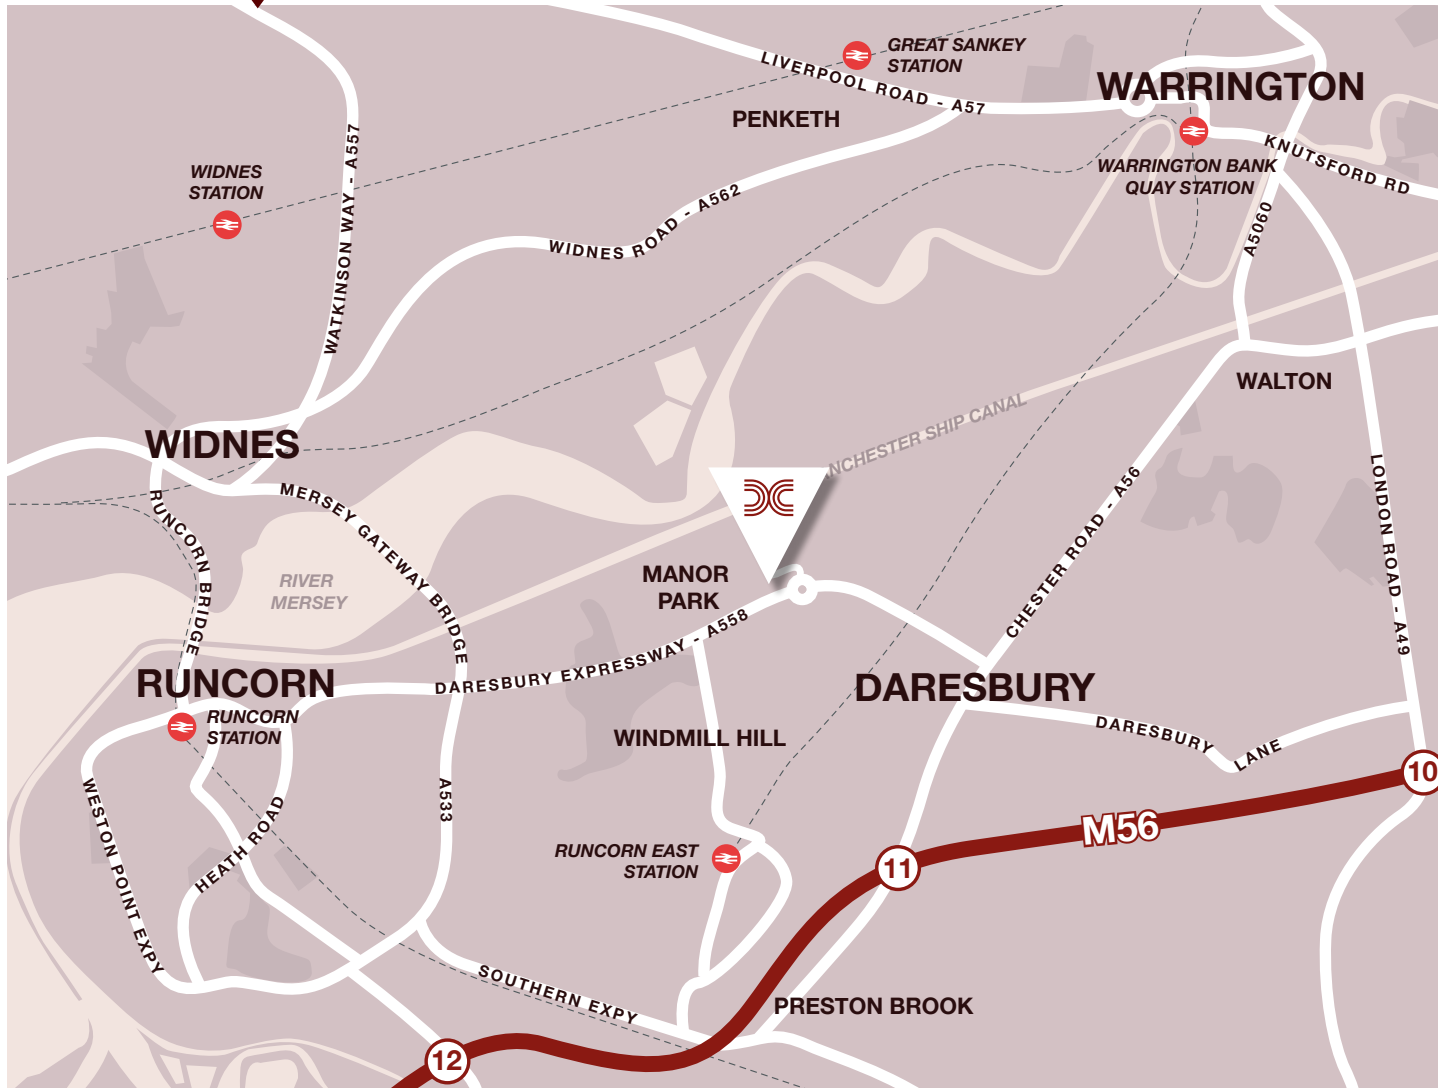 GREAT SANKEY
STATION
LIVERPOOL ROAD - A57
WARRINGTON
PENKETH
KNUTSFORD RD
WARRINGTON BANK
QUAY STATION
WATKINSON WAY - A557
WIDNES
STATION
WIDNES ROAD - A562
A5060
WALTON
NCHESTER SHIP CANAL
WIDNES
RUNCORN BRIDGE
MERSEY GATEWAY BRIDGE
CHESTER ROAD - A56
LONDON ROAD - A49
RIVER
MERSEY
MANOR
PARK
DARESBURY EXPRESSWAY - A558
RUNCORN
DARESBURY
RUNCORN
STATION
WINDMILL HILL
DARESBURY LANE
10
M56
WESTON POINT EXPY
HEATH ROAD
A533
RUNCORN EAST
STATION
11
SOUTHERN EXPY
PRESTON BROOK
12